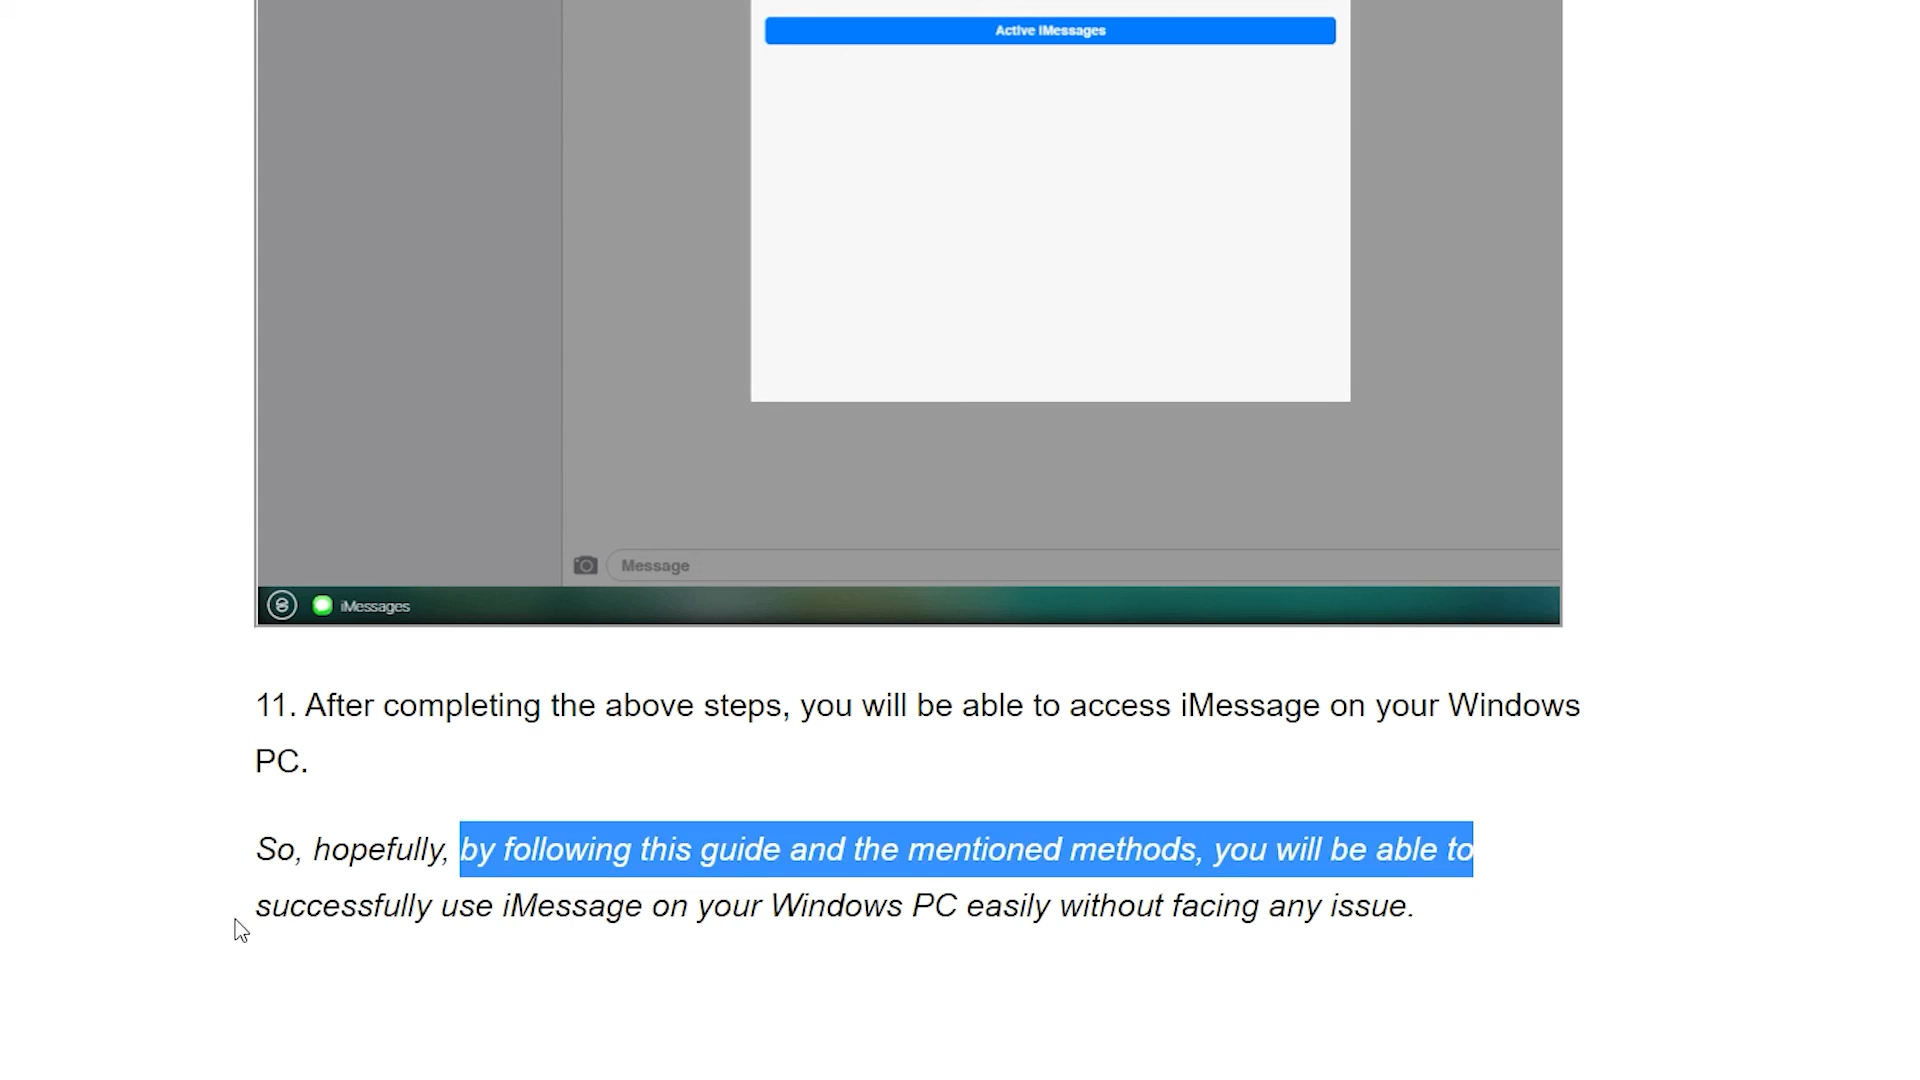 Active iMessages
Message
iMessages
11. After completing the above steps, you will be able to access iMessage on your Windows
PC.
So, hopefully, by following this guide and the mentioned methods, you will be able to
successfully use iMessage on your Windows PC easily without facing any issue.